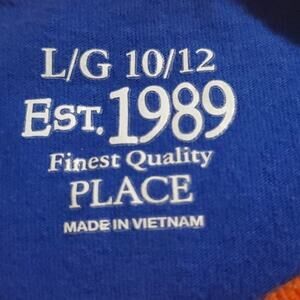 L/G 10/12
EST. 1989
Finest Quality
PLACE
MADE IN VIETNAM